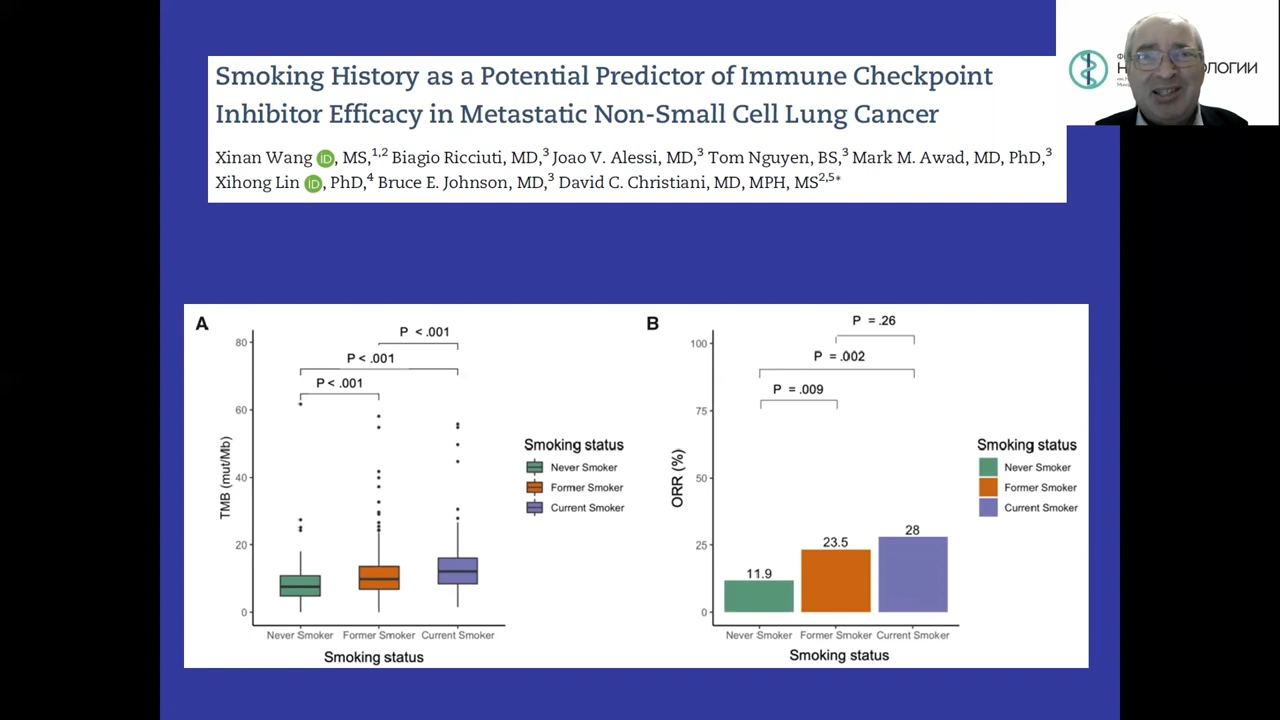 Smoking History as a Potential Predictor of Immune Checkpoint
Inhibitor Efficacy in Metastatic Non-Small Cell Lung Cancer
Xinan Wang iD, MS,1,2 Biagio Ricciuti, MD,3 Joao V. Alessi, MD,3 Tom Nguyen, BS,3 Mark M. Awad, MD, PhD,3
Xihong Lin iD, PhD,4 Bruce E. Johnson, MD,3 David C. Christiani, MD, MPH, MS2,5*
A
P < .001
P < .001
P < .001
80
60
40
20
0
TMB (mut/Mb)
Never Smoker Former Smoker Current Smoker
Smoking status
Smoking status
Never Smoker
Former Smoker
Current Smoker
B
P = .26
P = .002
P = .009
100
75
50
25
0
ORR (%)
11.9
23.5
28
Never Smoker Former Smoker Current Smoker
Smoking status
Smoking status
Never Smoker
Former Smoker
Current Smoker